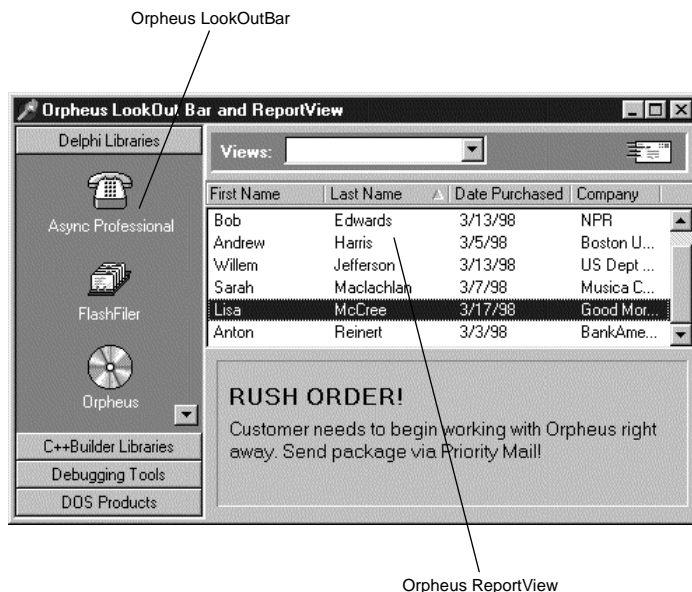 Orpheus LookOutBar
Orpheus LookOut Bar and ReportView
Delphi Libraries
Async Professional
FlashFiler
Orpheus
C++Builder Libraries
Debugging Tools
DOS Products
Views:
First Name Last Name Date Purchased Company
Bob Edwards 3/13/98 NPR
Andrew Harris 3/5/98 Boston U...
Willem Jefferson 3/13/98 US Dept ...
Sarah Maclachlan 3/7/98 Musica C...
Lisa McCree 3/17/98 Good Mor...
Anton Reinert 3/3/98 BankAme...
RUSH ORDER!
Customer needs to begin working with Orpheus right
away. Send package via Priority Mail!
Orpheus ReportView